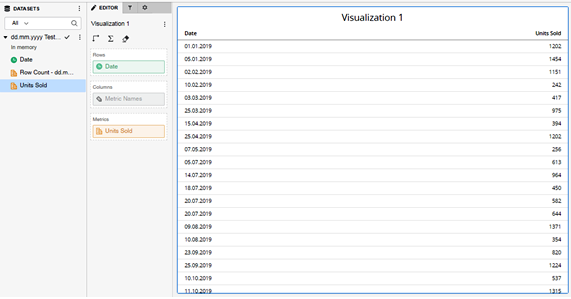 DATASETS
All
dd.mm.yyyy Test...
In memory
Date
Row Count - dd.m...
Units Sold
EDITOR
Visualization 1
Rows
Date
Columns
Metric Names
Metrics
Units Sold
Visualization 1
Date Units Sold
01.01.2019 1202
05.01.2019 1454
02.02.2019 1151
10.02.2019 242
03.03.2019 417
25.03.2019 975
15.04.2019 394
25.04.2019 1202
07.05.2019 256
05.07.2019 613
14.07.2019 964
18.07.2019 450
20.07.2019 582
20.07.2019 644
09.08.2019 1371
10.08.2019 354
23.09.2019 820
25.09.2019 1224
10.10.2019 537
11.10.2019 1315